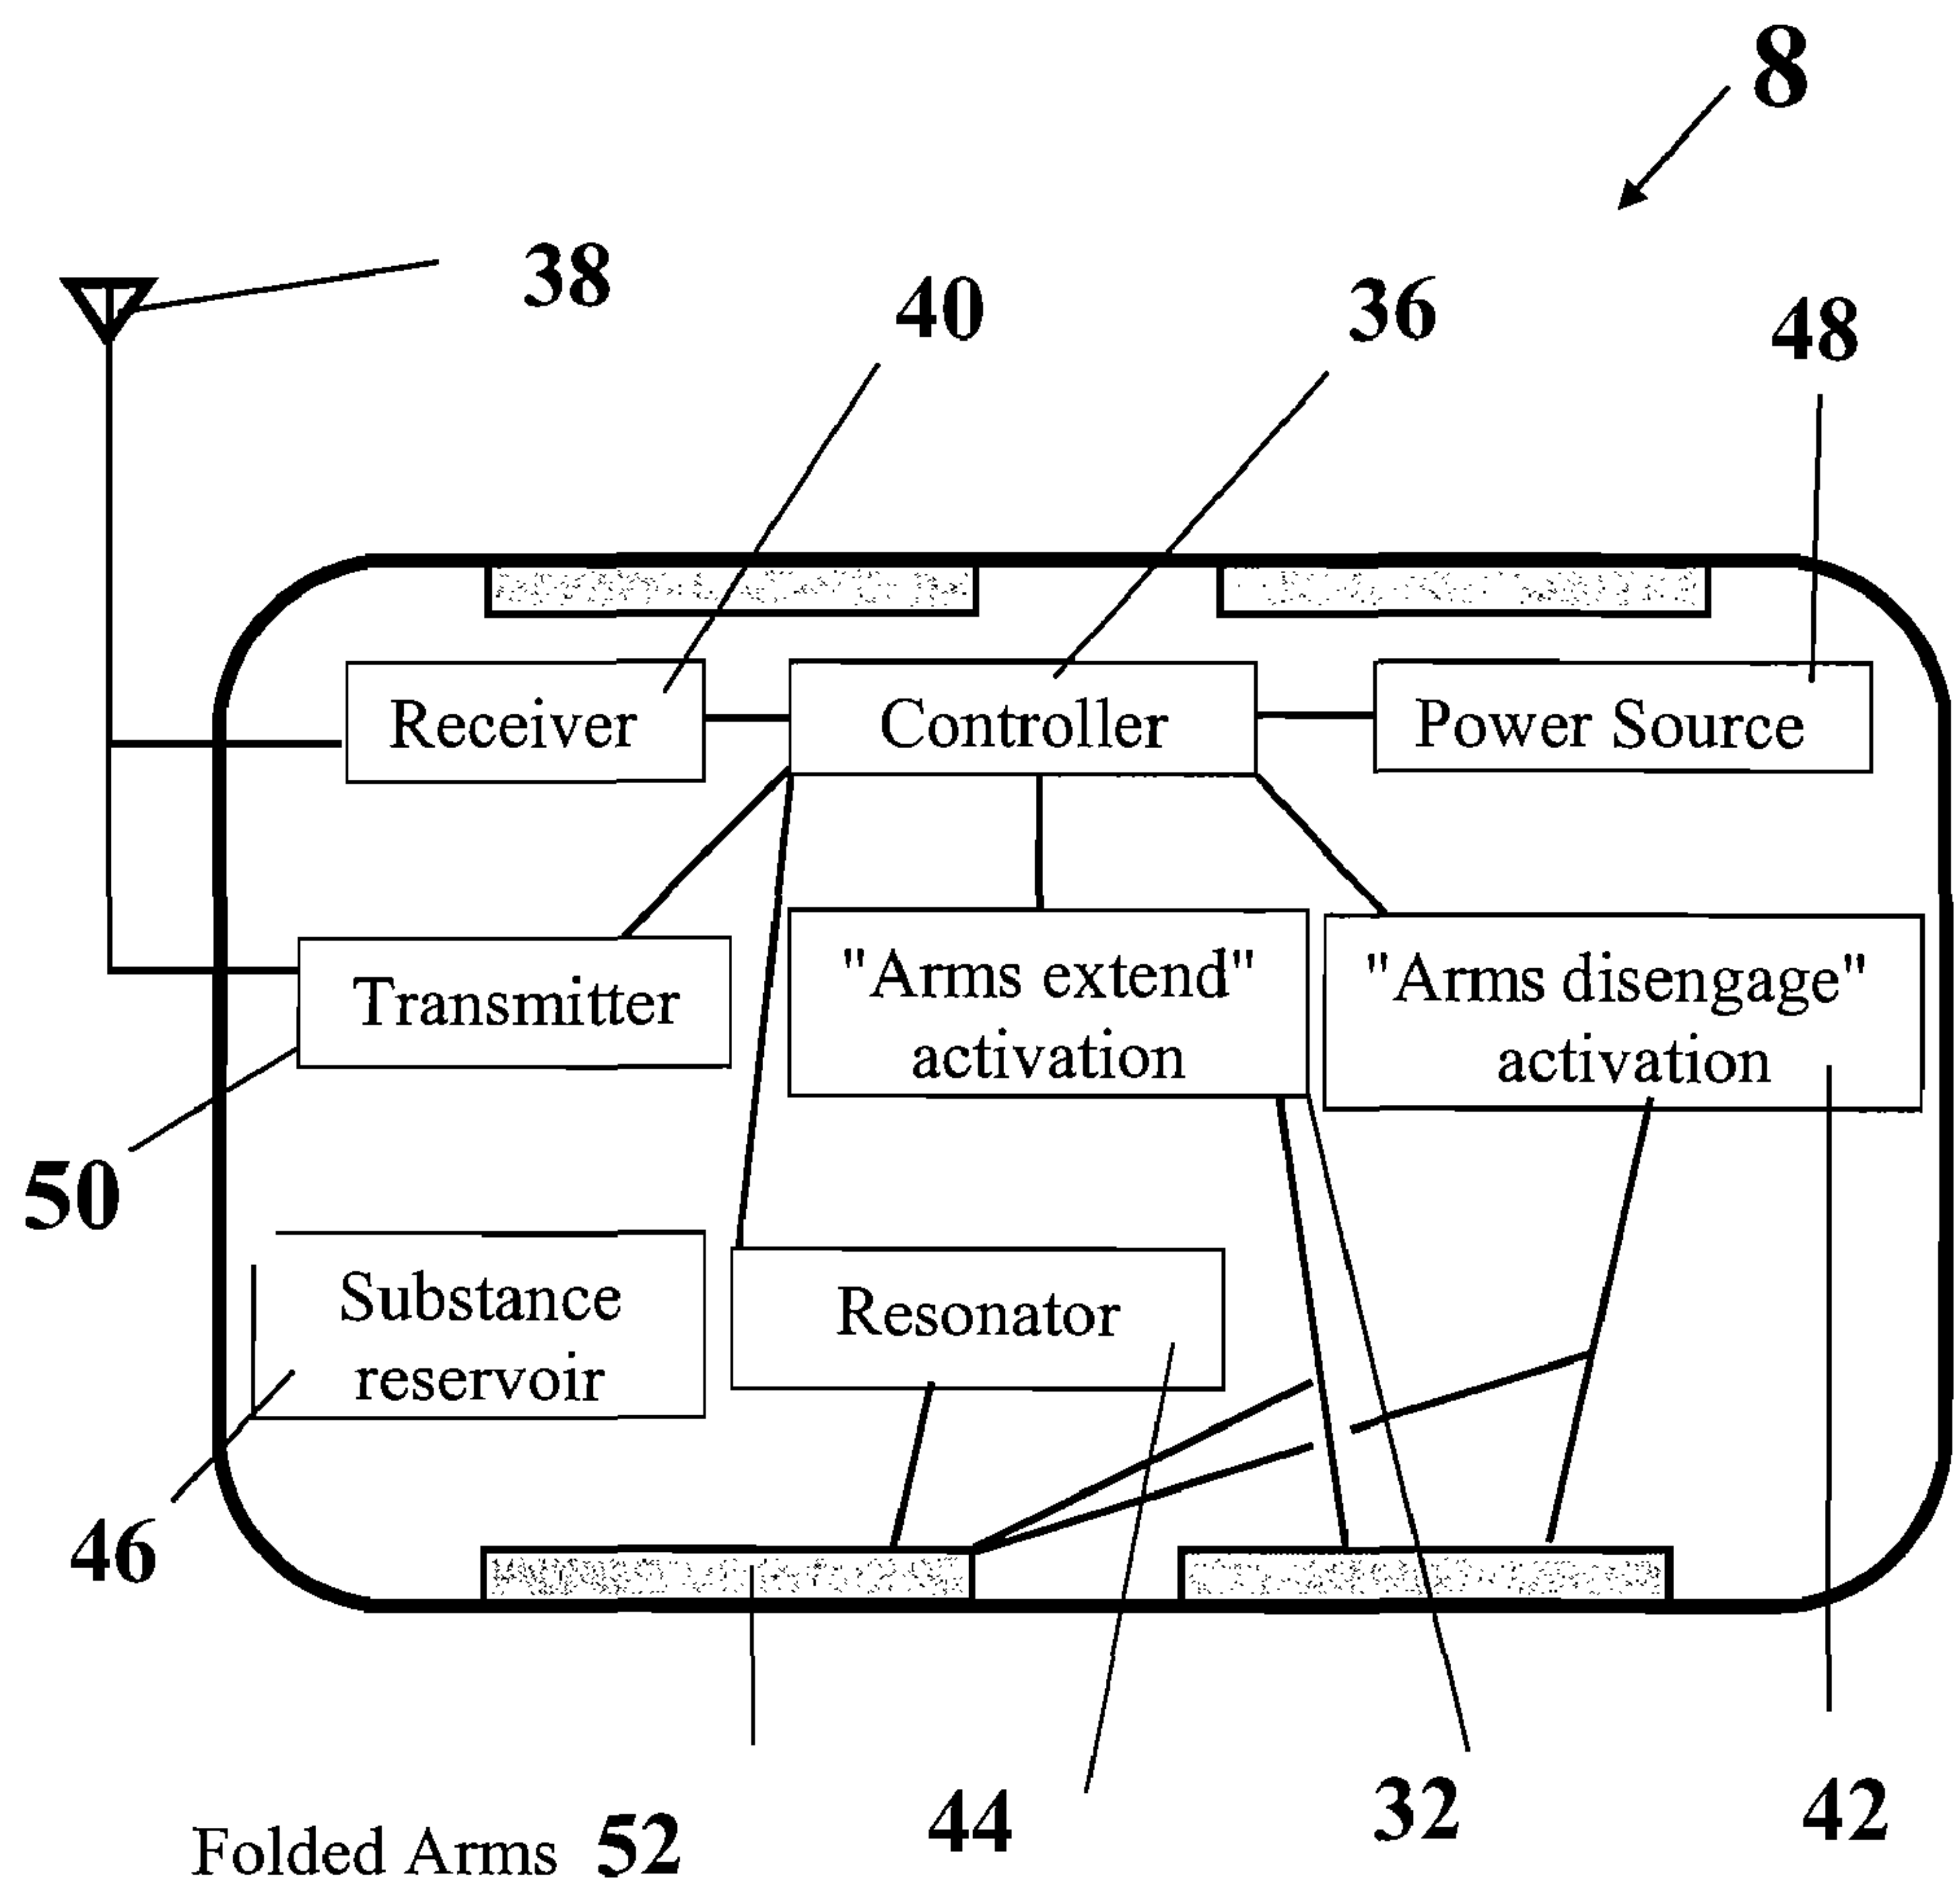 8
38
40
36
48
Receiver
Controller
Power Source
Transmitter
"Arms extend"
activation
"Arms disengage"
activation
50
Substance
reservoir
Resonator
46
Folded Arms 52
44
32
42